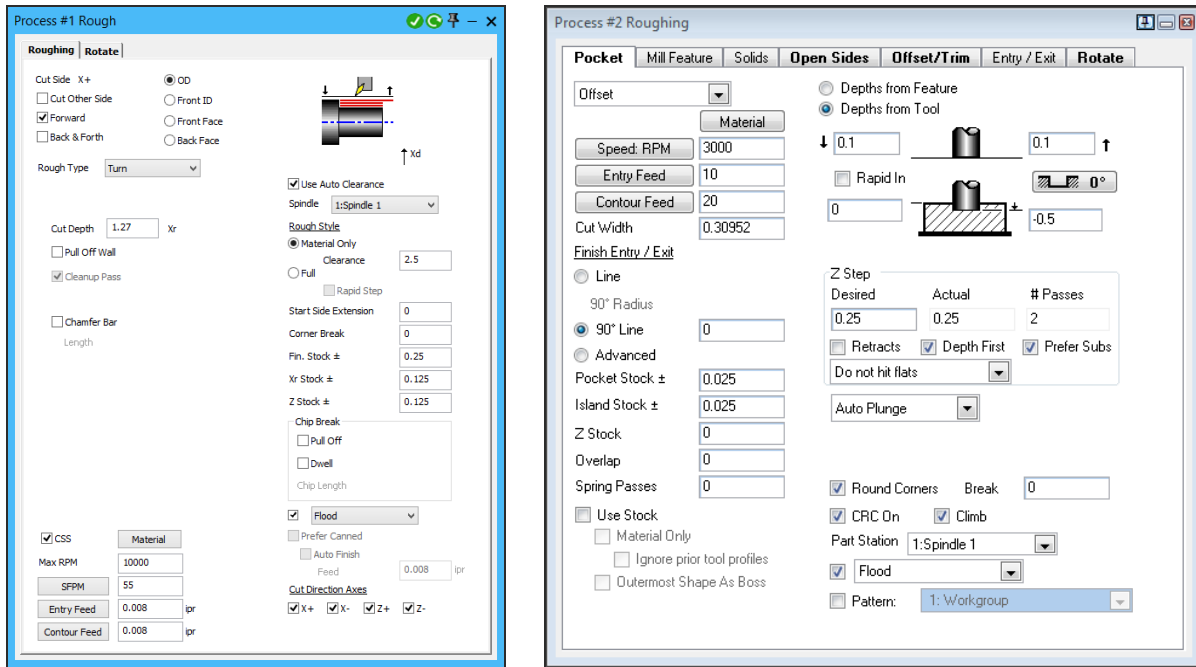 Process #1 Rough
Roughing Rotate
Cut Side X+
Cut Other Side
Forward
Back & Forth
OD
Front ID
Front Face
Back Face
Xd
Rough Type Turn
Use Auto Clearance
Spindle 1:Spindle 1
Cut Depth 1.27 Xr
Pull Off Wall
Cleanup Pass
Chamfer Bar
Length
Rough Style
Material Only
Clearance 2.5
Full
Rapid Step
Start Side Extension 0
Corner Break 0
Fin. Stock ± 0.25
Xr Stock ± 0.125
Z Stock ± 0.125
Chip Break
Pull Off
Dwell
Chip Length
Flood
Prefer Canned
Auto Finish
Feed 0.008 ipr
Cut Direction Axes
X+ X- Z+ Z-
CSS Material
Max RPM 10000
SFPM 55
Entry Feed 0.008 ipr
Contour Feed 0.008 ipr
Process #2 Roughing
Pocket Mill Feature Solids Open Sides Offset/Trim Entry / Exit Rotate
Offset
Material
Speed: RPM 3000
Entry Feed 10
Contour Feed 20
Cut Width 0.30952
Finish Entry / Exit
Line
90° Radius
90° Line 0
Advanced
Pocket Stock ± 0.025
Island Stock ± 0.025
Z Stock 0
Overlap 0
Spring Passes 0
Use Stock
Material Only
Ignore prior tool profiles
Outermost Shape As Boss
Depths from Feature
Depths from Tool
0.1 0.1
Rapid In 0°
0 -0.5
Z Step
Desired Actual # Passes
0.25 0.25 2
Retracts Depth First Prefer Subs
Do not hit flats
Auto Plunge
Round Corners Break 0
CRC On Climb
Part Station 1:Spindle 1
Flood
Pattern: 1: Workgroup